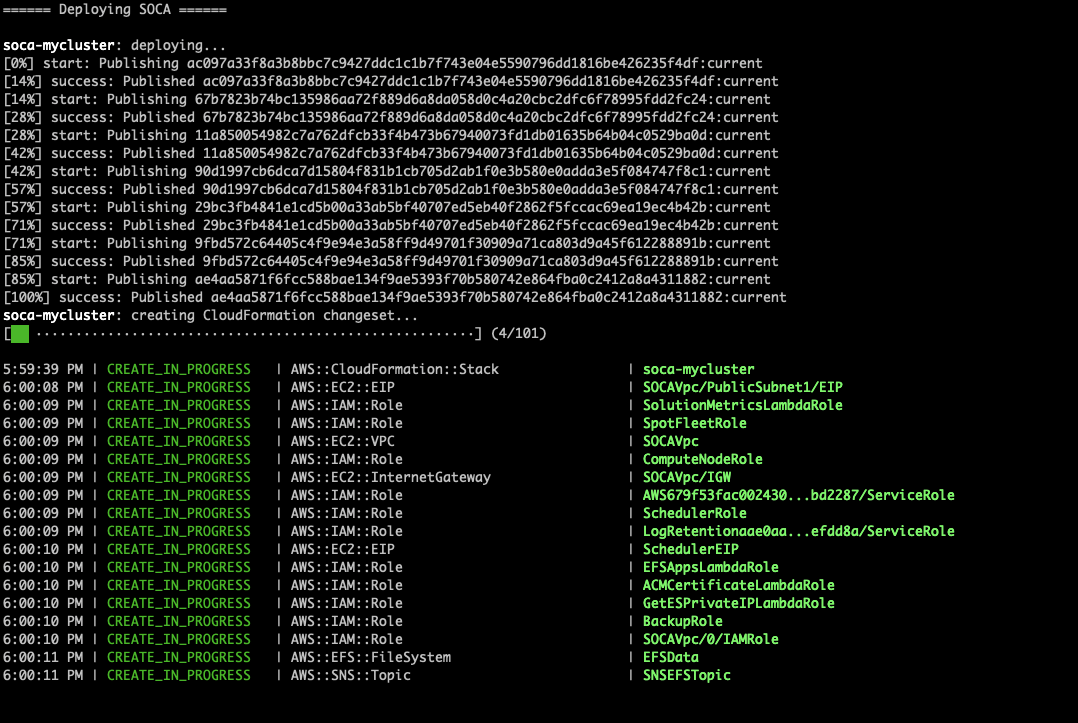 ====== Deploying SOCA ======
soca-mycluster: deploying...
[0%] start: Publishing ac097a33f8a3b8bbc7c9427ddc1c1b7f743e04e5590796dd1816be426235f4df:current
[14%] success: Published ac097a33f8a3b8bbc7c9427ddc1c1b7f743e04e5590796dd1816be426235f4df:current
[14%] start: Publishing 67b7823b74bc135986aa72f889d6a8da058d0c4a20cbc2dfc6f78995fdd2fc24:current
[28%] success: Published 67b7823b74bc135986aa72f889d6a8da058d0c4a20cbc2dfc6f78995fdd2fc24:current
[28%] start: Publishing 11a850054982c7a762dfcb33f4b473b67940073fd1db01635b64b04c0529ba0d:current
[42%] success: Published 11a850054982c7a762dfcb33f4b473b67940073fd1db01635b64b04c0529ba0d:current
[42%] start: Publishing 90d1997cb6dca7d15804f831b1cb705d2ab1f0e3b580e0adda3e5f084747f8c1:current
[57%] success: Published 90d1997cb6dca7d15804f831b1cb705d2ab1f0e3b580e0adda3e5f084747f8c1:current
[57%] start: Publishing 29bc3fb4841e1cd5b00a33ab5bf40707ed5eb40f2862f5fccac69ea19ec4b42b:current
[71%] success: Published 29bc3fb4841e1cd5b00a33ab5bf40707ed5eb40f2862f5fccac69ea19ec4b42b:current
[71%] start: Publishing 9fbd572c64405c4f9e94e3a58ff9d49701f30909a71ca803d9a45f612288891b:current
[85%] success: Published 9fbd572c64405c4f9e94e3a58ff9d49701f30909a71ca803d9a45f612288891b:current
[85%] start: Publishing ae4aa5871f6fcc588bae134f9ae5393f70b580742e864fba0c2412a8a4311882:current
[100%] success: Published ae4aa5871f6fcc588bae134f9ae5393f70b580742e864fba0c2412a8a4311882:current
soca-mycluster: creating CloudFormation changeset...
[██·······················································] (4/101)
5:59:39 PM | CREATE_IN_PROGRESS | AWS::CloudFormation::Stack | soca-mycluster
6:00:08 PM | CREATE_IN_PROGRESS | AWS::EC2::EIP | SOCAVpc/PublicSubnet1/EIP
6:00:09 PM | CREATE_IN_PROGRESS | AWS::IAM::Role | SolutionMetricsLambdaRole
6:00:09 PM | CREATE_IN_PROGRESS | AWS::IAM::Role | SpotFleetRole
6:00:09 PM | CREATE_IN_PROGRESS | AWS::EC2::VPC | SOCAVpc
6:00:09 PM | CREATE_IN_PROGRESS | AWS::IAM::Role | ComputeNodeRole
6:00:09 PM | CREATE_IN_PROGRESS | AWS::EC2::InternetGateway | SOCAVpc/IGW
6:00:09 PM | CREATE_IN_PROGRESS | AWS::IAM::Role | AWS679f53fac002430...bd2287/ServiceRole
6:00:09 PM | CREATE_IN_PROGRESS | AWS::IAM::Role | SchedulerRole
6:00:09 PM | CREATE_IN_PROGRESS | AWS::IAM::Role | LogRetentionaae0aa...efdd8a/ServiceRole
6:00:10 PM | CREATE_IN_PROGRESS | AWS::EC2::EIP | SchedulerEIP
6:00:10 PM | CREATE_IN_PROGRESS | AWS::IAM::Role | EFSAppsLambdaRole
6:00:10 PM | CREATE_IN_PROGRESS | AWS::IAM::Role | ACMCertificateLambdaRole
6:00:10 PM | CREATE_IN_PROGRESS | AWS::IAM::Role | GetESPrivateIPLambdaRole
6:00:10 PM | CREATE_IN_PROGRESS | AWS::IAM::Role | BackupRole
6:00:10 PM | CREATE_IN_PROGRESS | AWS::IAM::Role | SOCAVpc/0/IAMRole
6:00:11 PM | CREATE_IN_PROGRESS | AWS::EFS::FileSystem | EFSData
6:00:11 PM | CREATE_IN_PROGRESS | AWS::SNS::Topic | SNSEFSTopic